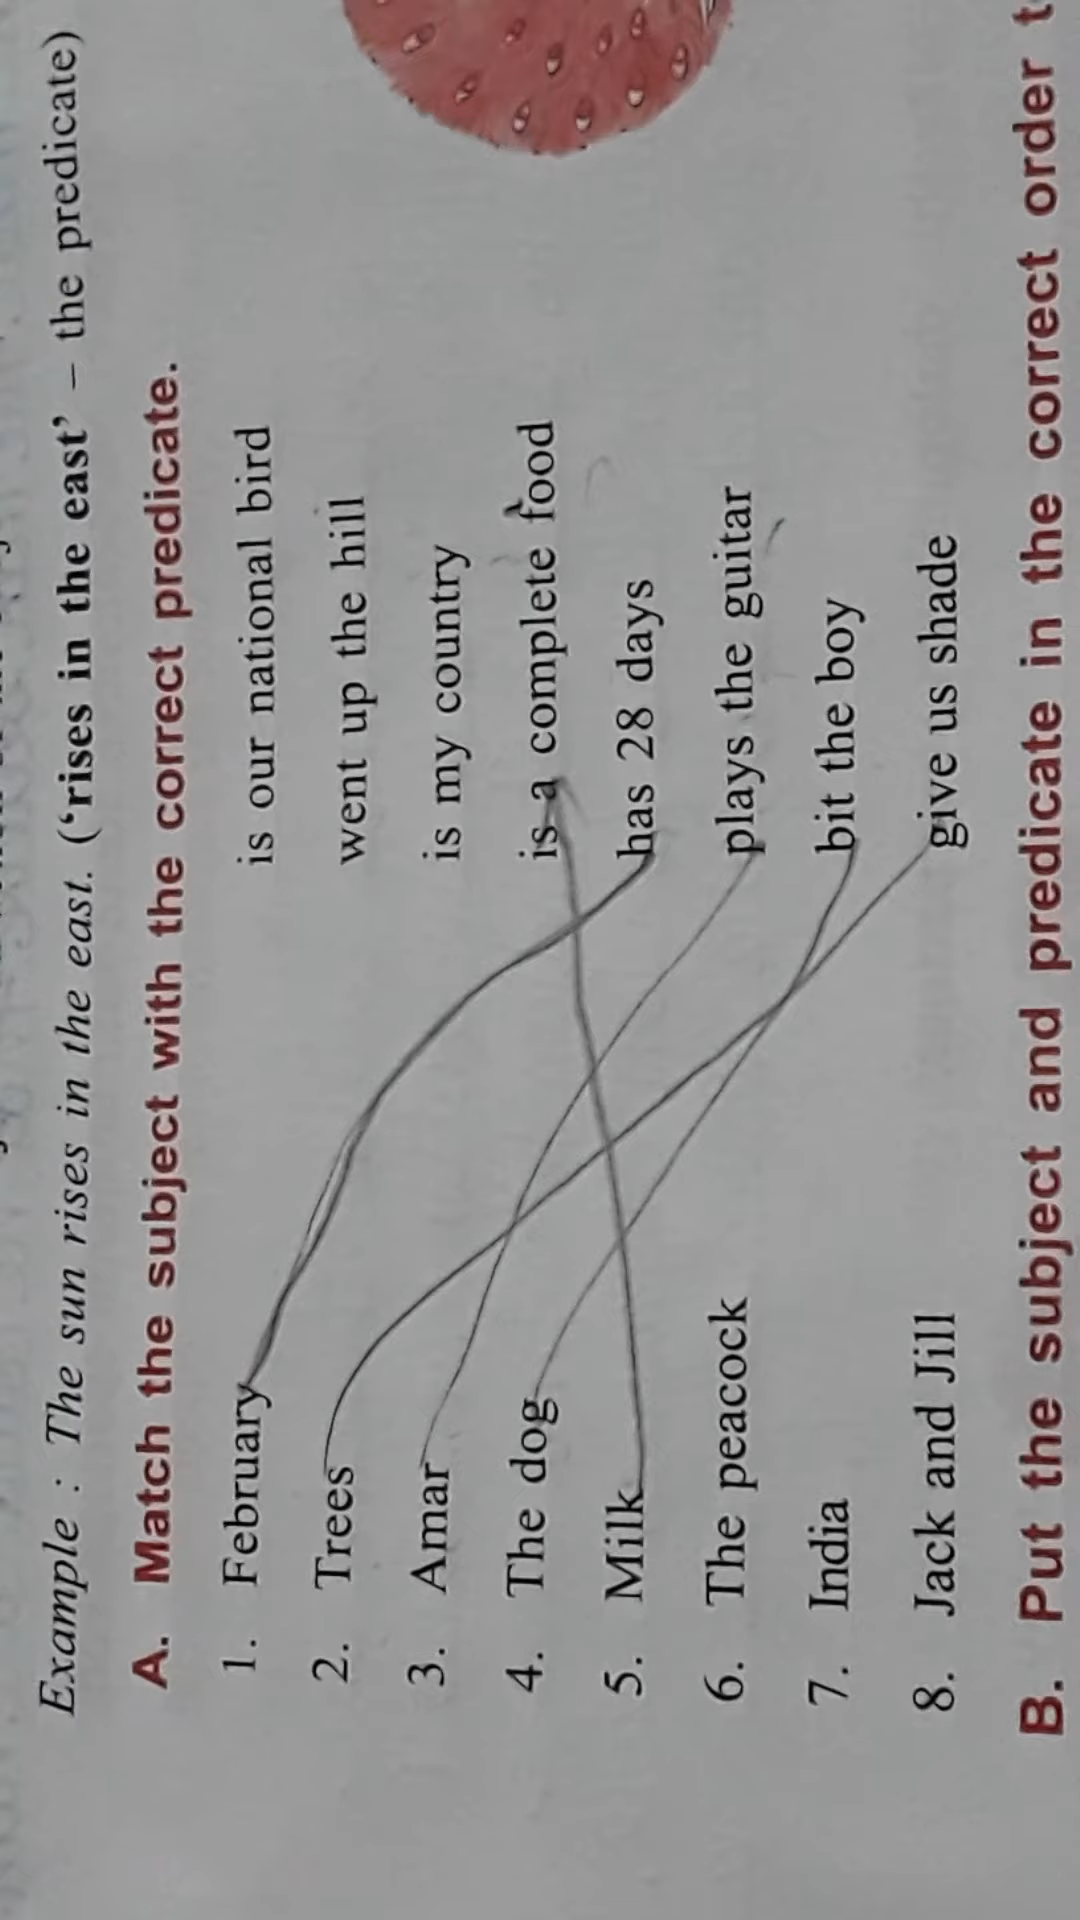 Example : The sun rises in the east. (‘rises in the east’ – the predicate)
A. Match the subject with the correct predicate.
1. February is our national bird
2. Trees went up the hill
3. Amar is my country
4. The dog is a complete food
5. Milk has 28 days
6. The peacock plays the guitar
7. India bit the boy
8. Jack and Jill give us shade
B. Put the subject and predicate in the correct order